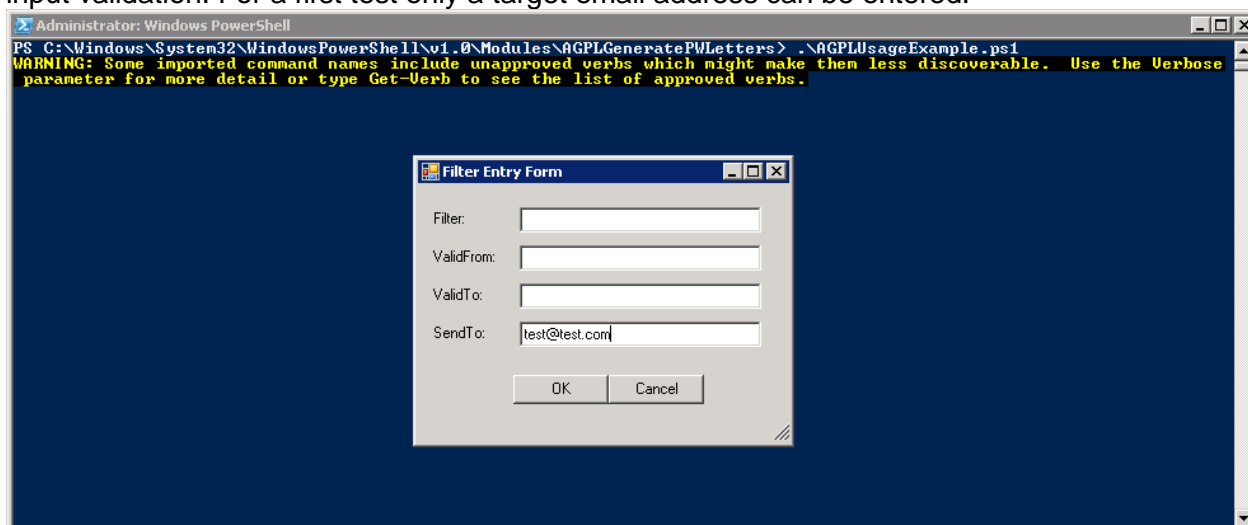 input validation. For a first test only a target email address can be entered.
Administrator: Windows PowerShell
PS C:\Windows\System32\WindowsPowerShell\v1.0\Modules\AGPLGeneratePWLetters> .\AGPLUsageExample.ps1
WARNING: Some imported command names include unapproved verbs which might make them less discoverable.  Use the Verbose
parameter for more detail or type Get-Verb to see the list of approved verbs.
Filter Entry Form
Filter:
ValidFrom:
ValidTo:
SendTo: test@test.com
OK Cancel